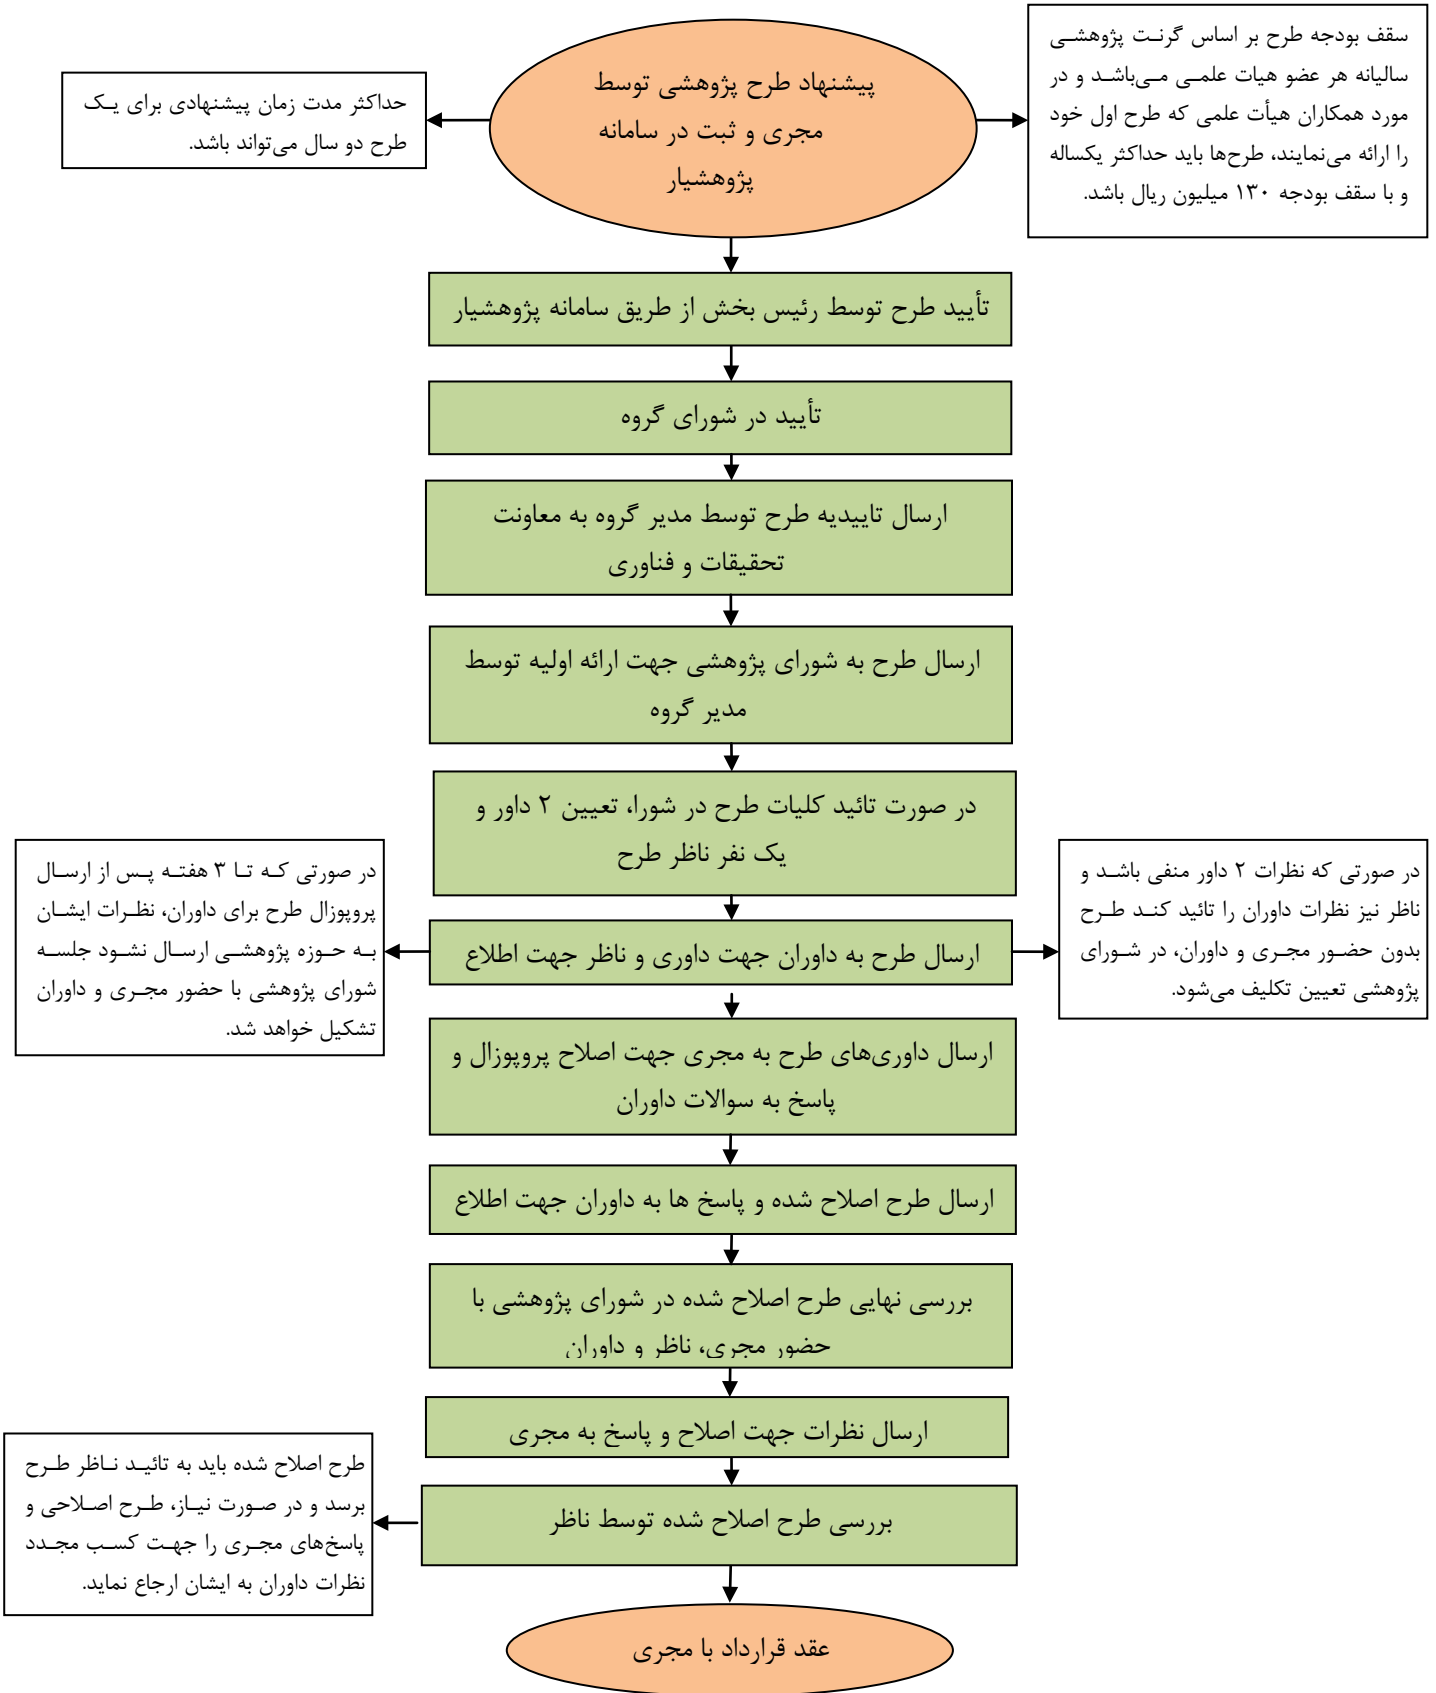 سقف بودجه طرح بر اساس گرنت پژوهشی
سالیانه هر عضو هیات علمی می‌باشد و در
مورد همکاران هیأت علمی که طرح اول خود
را ارائه می‌نمایند، طرح‌ها باید حداکثر یکساله
و با سقف بودجه ۱۳۰ میلیون ریال باشد.
پیشنهاد طرح پژوهشی توسط
مجری و ثبت در سامانه
پژوهشیار
حداکثر مدت زمان پیشنهادی برای یک
طرح دو سال می‌تواند باشد.
تأیید طرح توسط رئیس بخش از طریق سامانه پژوهشیار
تأیید در شورای گروه
ارسال تاییدیه طرح توسط مدیر گروه به معاونت
تحقیقات و فناوری
ارسال طرح به شورای پژوهشی جهت ارائه اولیه توسط
مدیر گروه
در صورت تائید کلیات طرح در شورا، تعیین ۲ داور و
یک نفر ناظر طرح
در صورتی که نظرات ۲ داور منفی باشد و
ناظر نیز نظرات داوران را تائید کند طرح
بدون حضور مجری و داوران، در شورای
پژوهشی تعیین تکلیف می‌شود.
ارسال طرح به داوران جهت داوری و ناظر جهت اطلاع
در صورتی که تا ۳ هفته پس از ارسال
پروپوزال طرح برای داوران، نظرات ایشان
به حوزه پژوهشی ارسال نشود جلسه
شورای پژوهشی با حضور مجری و داوران
تشکیل خواهد شد.
ارسال داوری‌های طرح به مجری جهت اصلاح پروپوزال و
پاسخ به سوالات داوران
ارسال طرح اصلاح شده و پاسخ ها به داوران جهت اطلاع
بررسی نهایی طرح اصلاح شده در شورای پژوهشی با
حضور مجری، ناظر و داوران
ارسال نظرات جهت اصلاح و پاسخ به مجری
بررسی طرح اصلاح شده توسط ناظر
طرح اصلاح شده باید به تائید ناظر طرح
برسد و در صورت نیاز، طرح اصلاحی و
پاسخ‌های مجری را جهت کسب مجدد
نظرات داوران به ایشان ارجاع نماید.
عقد قرارداد با مجری